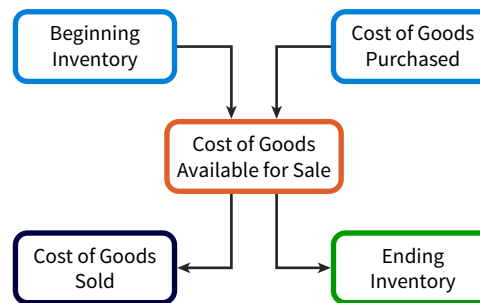 Beginning
Inventory
Cost of Goods
Purchased
Cost of Goods
Available for Sale
Cost of Goods
Sold
Ending
Inventory